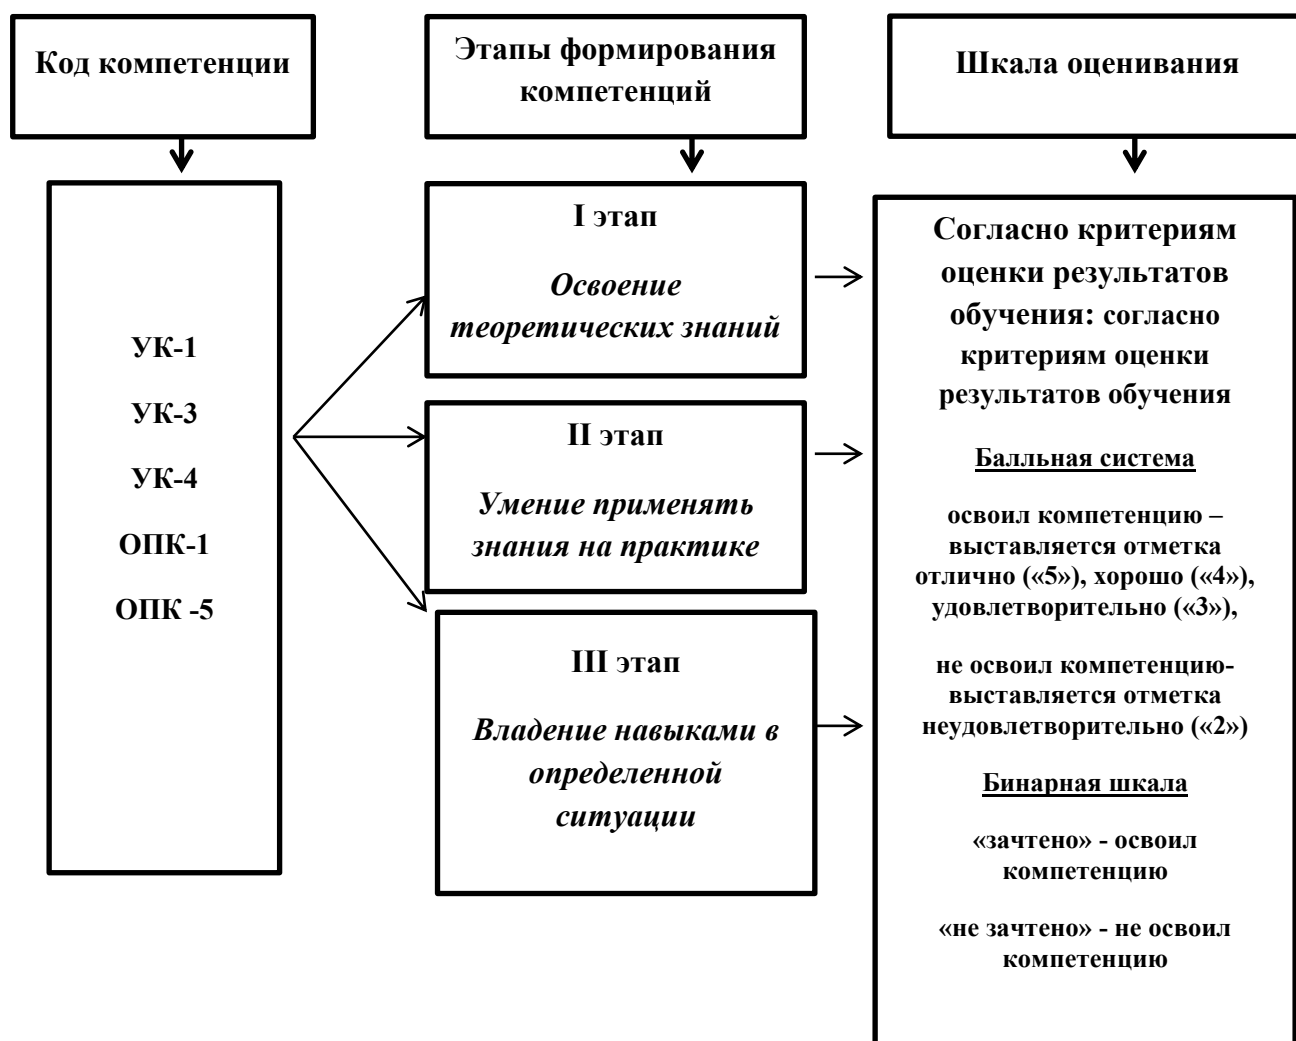 Код компетенции
Этапы формирования
компетенций
Шкала оценивания
УК-1
УК-3
УК-4
ОПК-1
ОПК -5
I этап
Освоение
теоретических знаний
II этап
Умение применять
знания на практике
III этап
Владение навыками в
определенной
ситуации
Согласно критериям
оценки результатов
обучения: согласно
критериям оценки
результатов обучения
Балльная система
освоил компетенцию –
выставляется отметка
отлично («5»), хорошо («4»),
удовлетворительно («3»),
не освоил компетенцию-
выставляется отметка
неудовлетворительно («2»)
Бинарная шкала
«зачтено» - освоил
компетенцию
«не зачтено» - не освоил
компетенцию